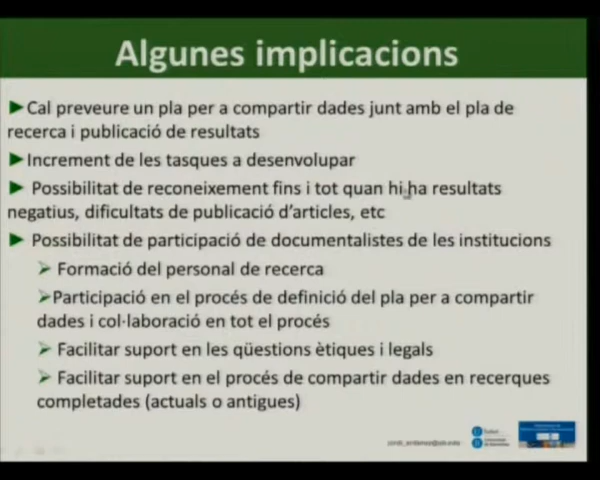 Algunes implicacions
►Cal preveure un pla per a compartir dades junt amb el pla de
recerca i publicació de resultats
►Increment de les tasques a desenvolupar
► Possibilitat de reconeixement fins i tot quan hi ha resultats
negatius, dificultats de publicació d'articles, etc
► Possibilitat de participació de documentalistes de les institucions
➢ Formació del personal de recerca
➢Participació en el procés de definició del pla per a compartir
dades i col·laboració en tot el procés
➢ Facilitar suport en les qüestions ètiques i legals
➢ Facilitar suport en el procés de compartir dades en recerques
completades (actuals o antigues)